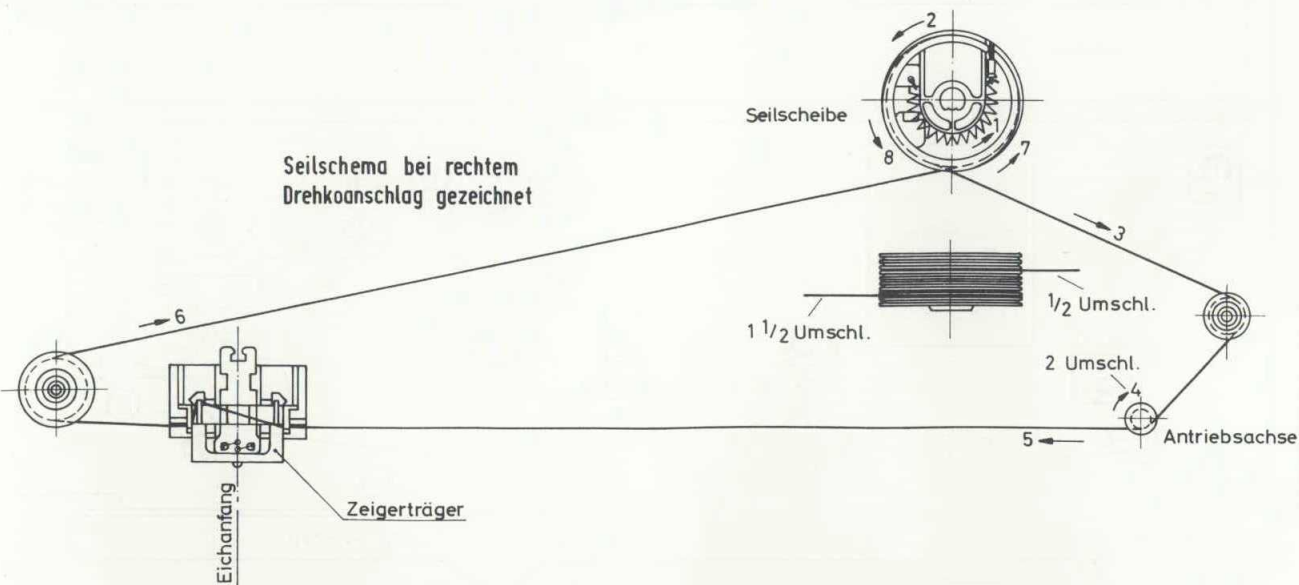 2
Seilscheibe
1
8
7
Seilschema bei rechtem
Drehkoanschlag gezeichnet
3
6
1/2 Umschl.
1 1/2 Umschl.
2 Umschl.
4
5
Antriebsachse
Zeigerträger
Eichanfang